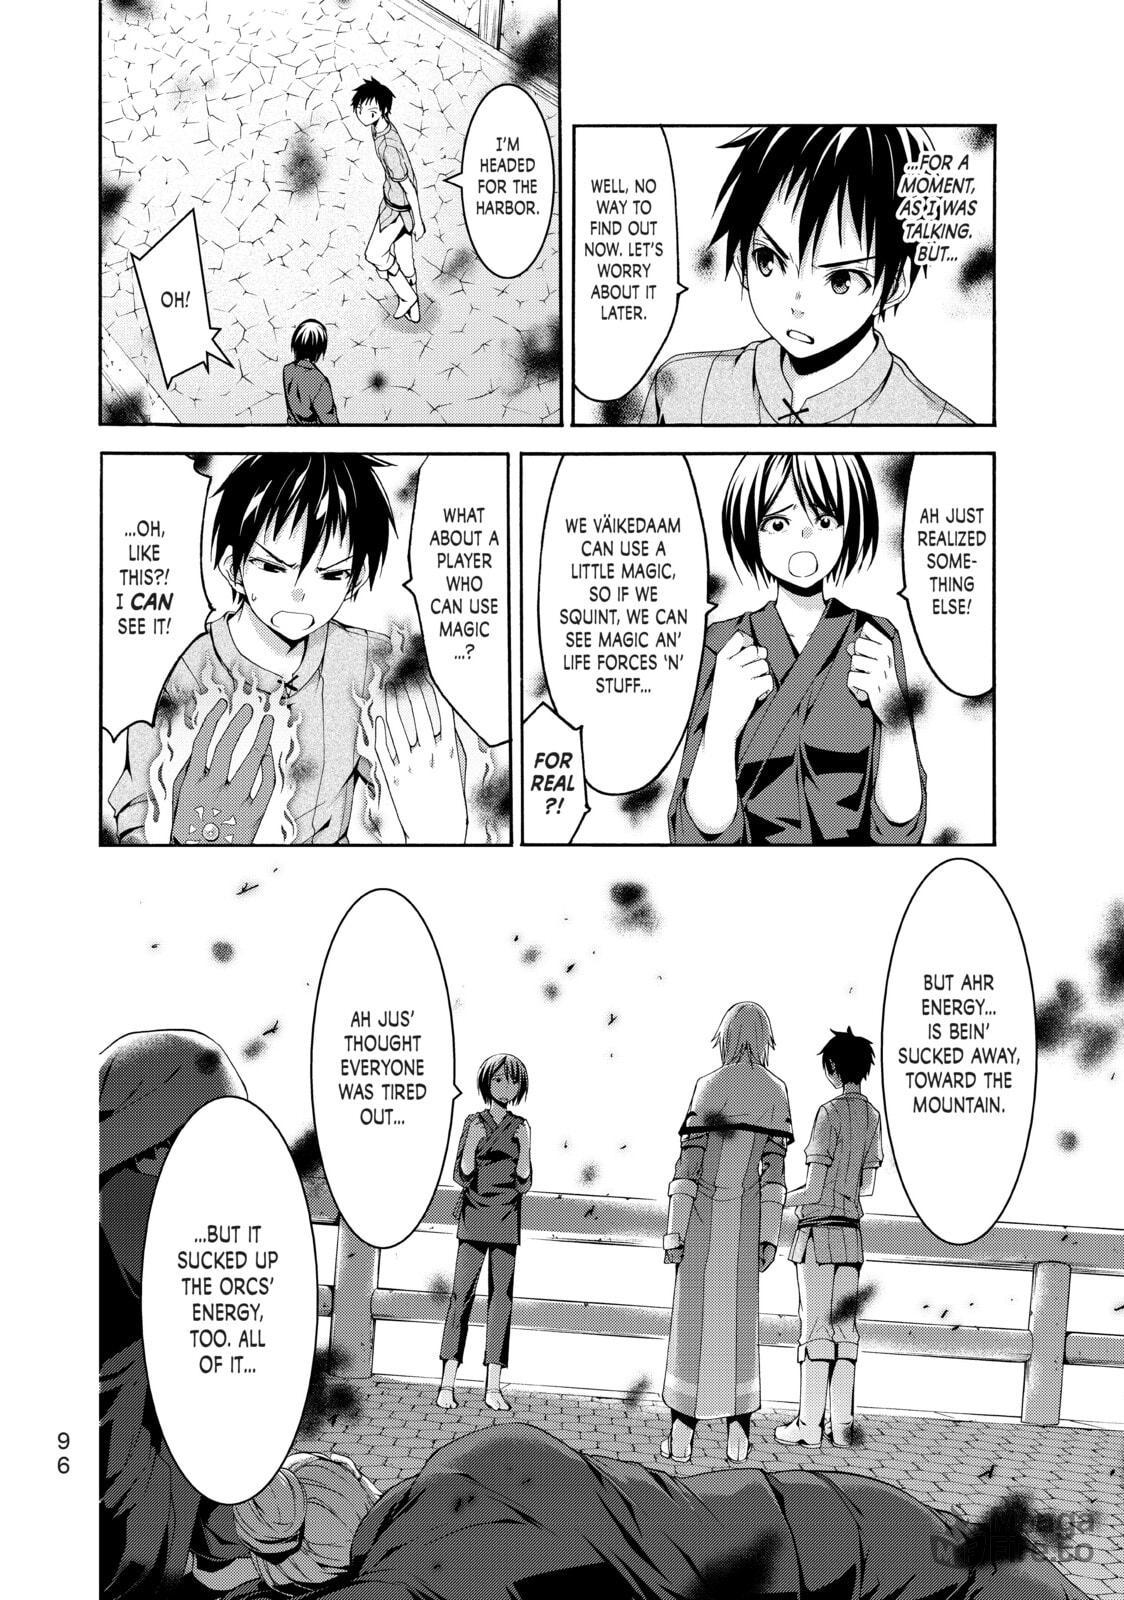 ...FOR A
MOMENT,
AS I WAS
TALKING.
BUT...
WELL, NO
WAY TO
FIND OUT
NOW. LET'S
WORRY
ABOUT IT
LATER.
I'M
HEADED
FOR THE
HARBOR.
OH!
AH JUST
REALIZED
SOME-
THING
ELSE!
WE VÄIKEDAAM
CAN USE A
LITTLE MAGIC,
SO IF WE
SQUINT, WE CAN
SEE MAGIC AN'
LIFE FORCES 'N'
STUFF...
FOR
REAL
?!
WHAT
ABOUT A
PLAYER
WHO
CAN USE
MAGIC
...?
...OH,
LIKE
THIS?!
I CAN
SEE IT!
BUT AHR
ENERGY...
IS BEIN'
SUCKED AWAY,
TOWARD THE
MOUNTAIN.
AH JUS'
THOUGHT
EVERYONE
WAS TIRED
OUT...
...BUT IT
SUCKED UP
THE ORCS'
ENERGY,
TOO. ALL
OF IT...
96
Manga
Fire.to